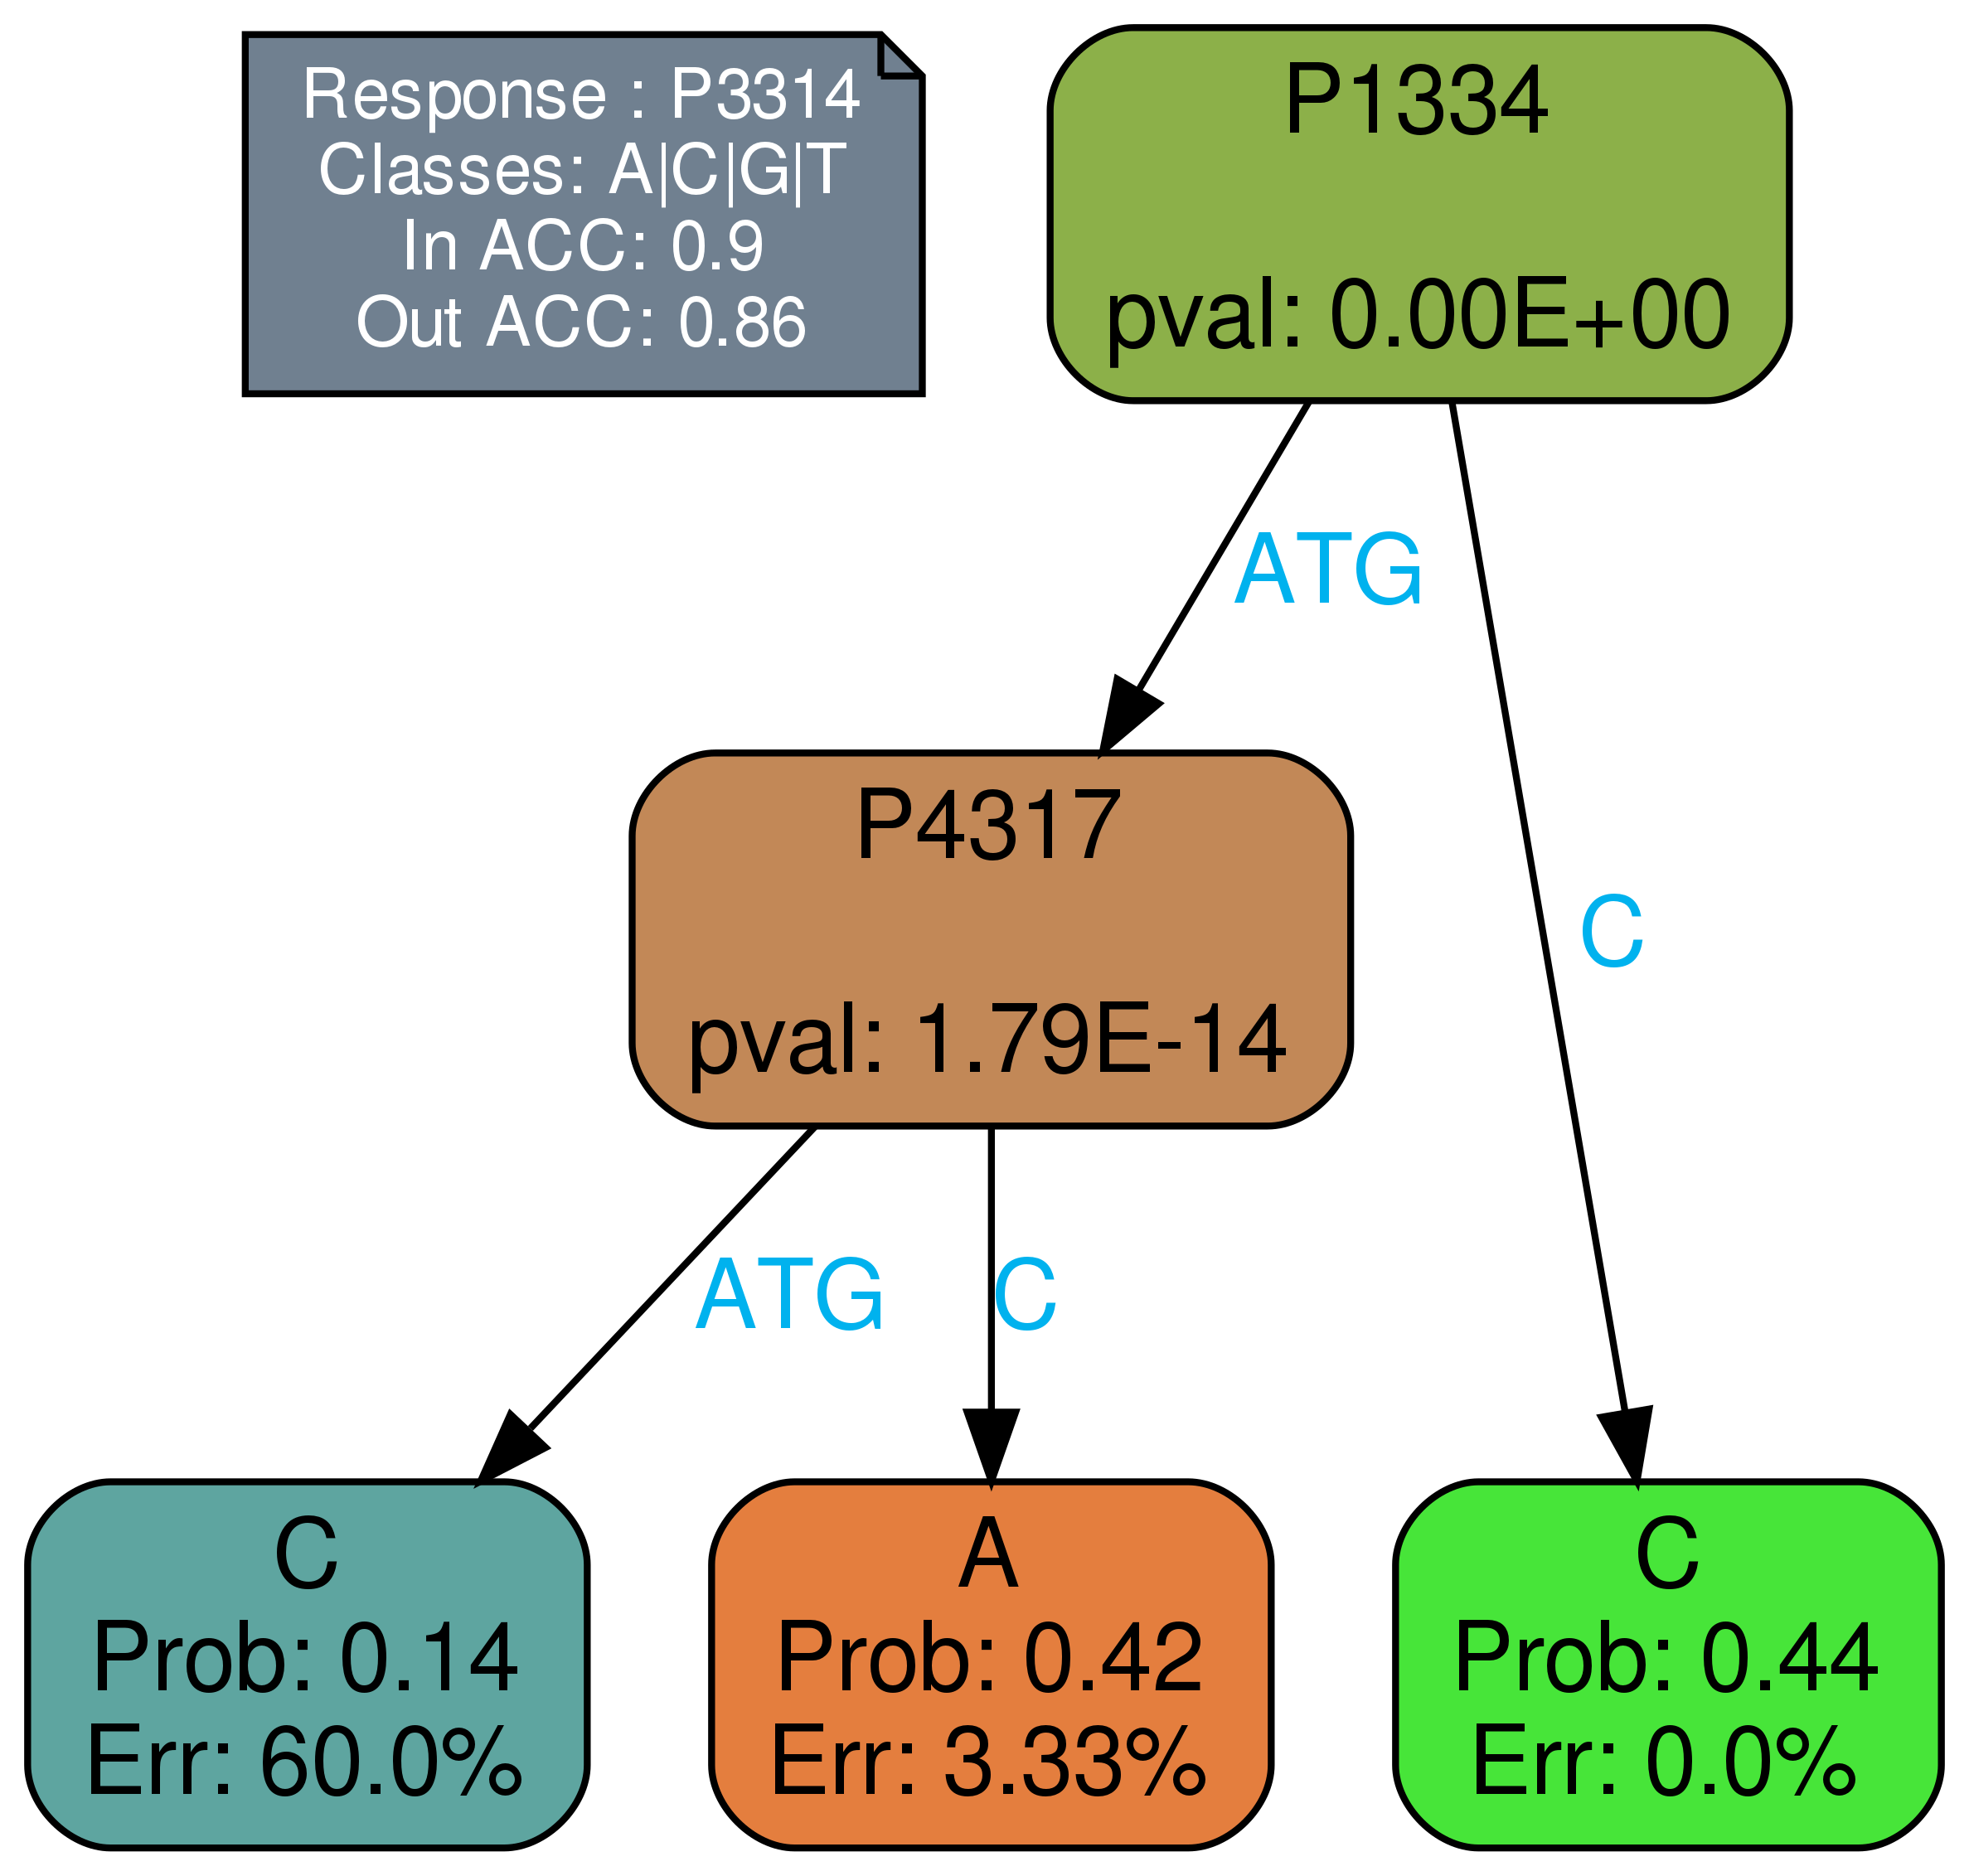 Response : P3314
Classes: A|C|G|T
In ACC: 0.9
Out ACC: 0.86
P1334
pval: 0.00E+00
ATG
C
P4317
pval: 1.79E-14
ATG
C
C
Prob: 0.14
Err: 60.0%
A
Prob: 0.42
Err: 3.33%
C
Prob: 0.44
Err: 0.0%